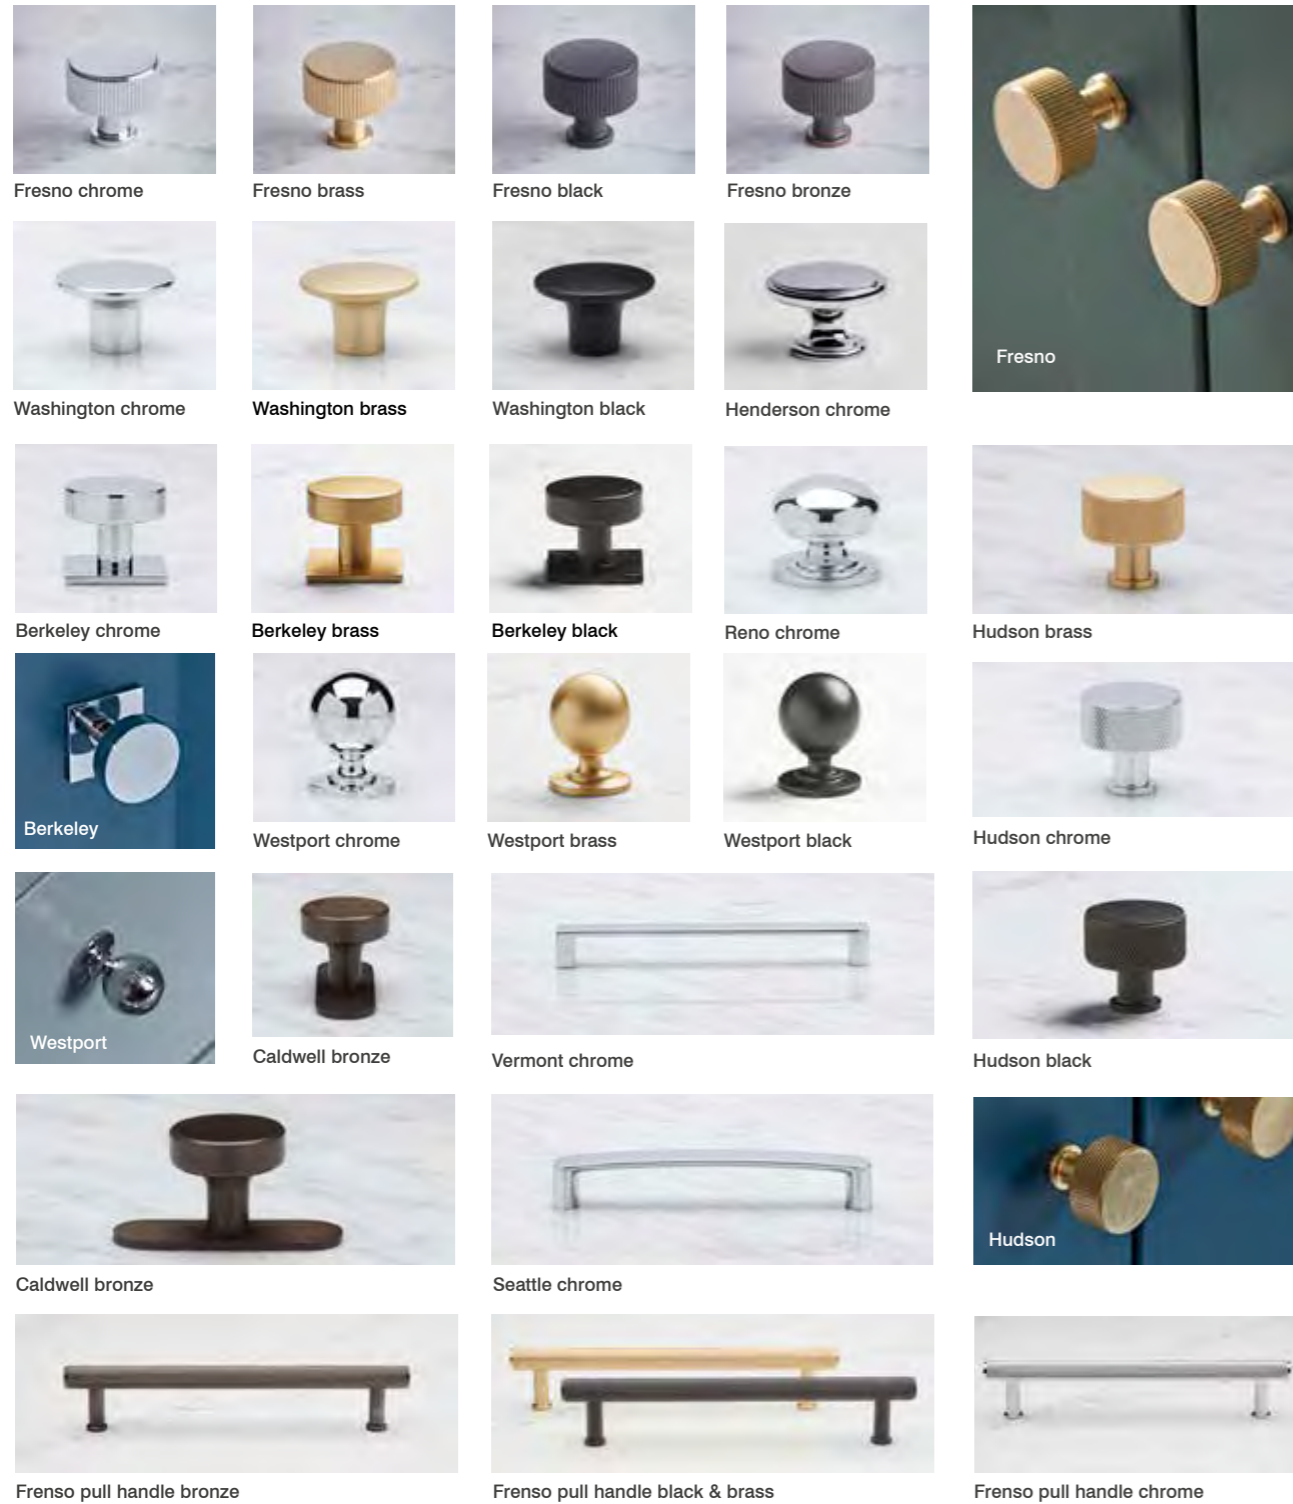 Fresno chrome
Fresno brass
Fresno black
Fresno bronze
Fresno
Washington chrome
Washington brass
Washington black
Henderson chrome
Berkeley chrome
Berkeley brass
Berkeley black
Reno chrome
Hudson brass
Berkeley
Westport chrome
Westport brass
Westport black
Hudson chrome
Westport
Caldwell bronze
Vermont chrome
Hudson black
Caldwell bronze
Seattle chrome
Hudson
Frenso pull handle bronze
Frenso pull handle black & brass
Frenso pull handle chrome